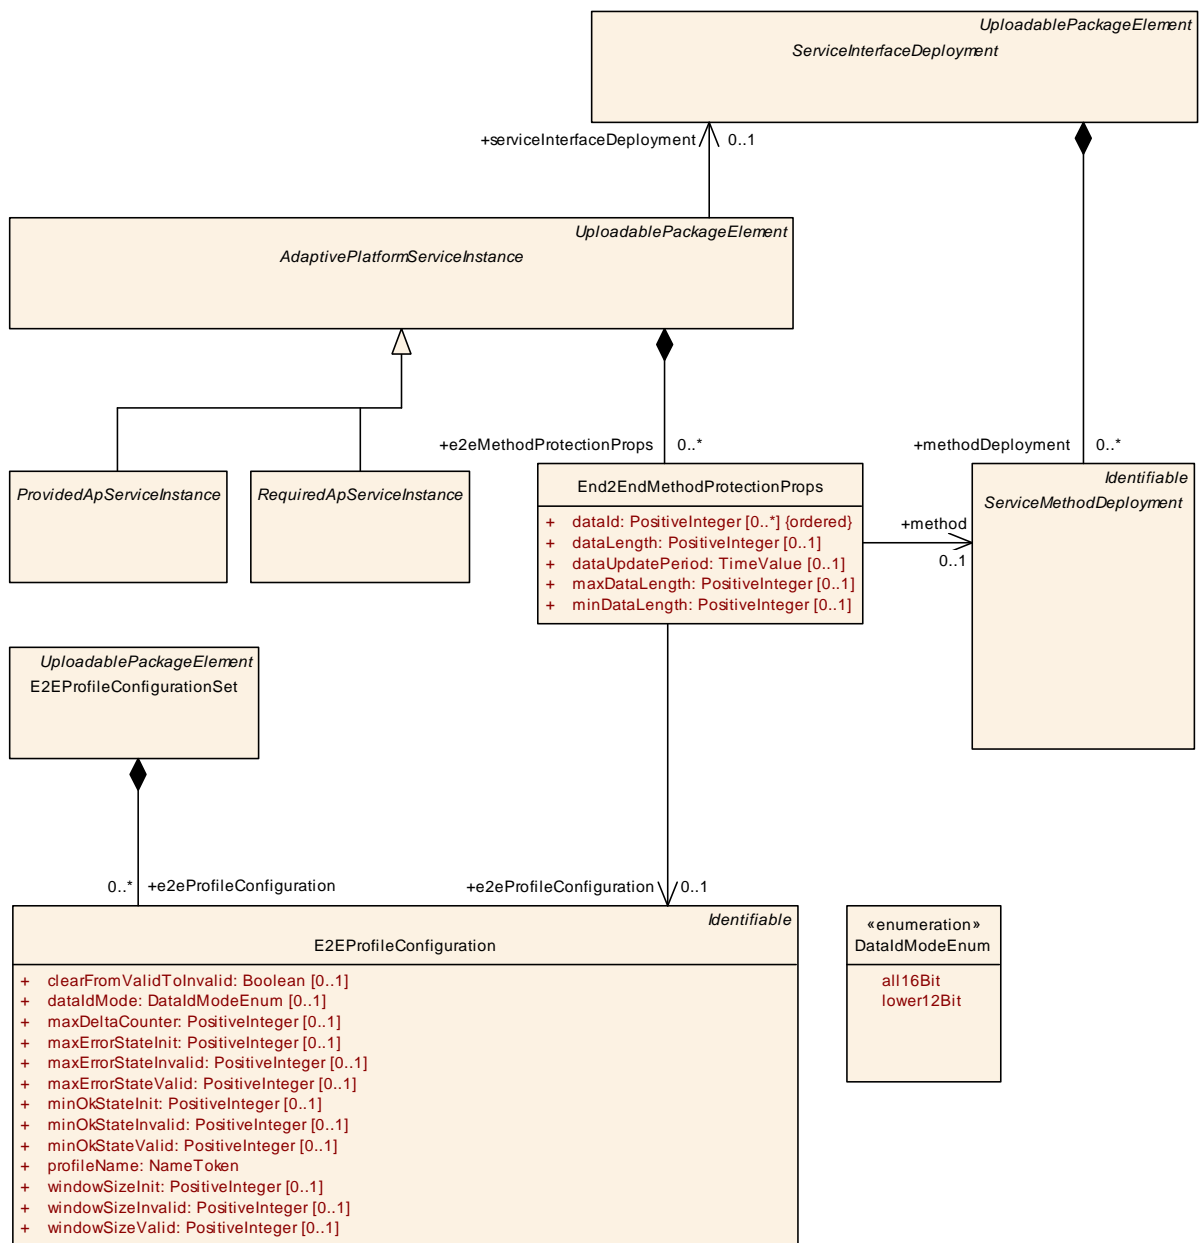 UploadablePackageElement
ServiceInterfaceDeployment
+serviceInterfaceDeployment 0..1
UploadablePackageElement
AdaptivePlatformServiceInstance
+e2eMethodProtectionProps 0..*
+methodDeployment 0..*
ProvidedApServiceInstance
RequiredApServiceInstance
End2EndMethodProtectionProps
+ dataId: PositiveInteger [0..*] {ordered}
+ dataLength: PositiveInteger [0..1]
+ dataUpdatePeriod: TimeValue [0..1]
+ maxDataLength: PositiveInteger [0..1]
+ minDataLength: PositiveInteger [0..1]
+method
0..1
Identifiable
ServiceMethodDeployment
UploadablePackageElement
E2EProfileConfigurationSet
0..* +e2eProfileConfiguration
+e2eProfileConfiguration 0..1
Identifiable
E2EProfileConfiguration
+ clearFromValidToInvalid: Boolean [0..1]
+ dataIdMode: DataIdModeEnum [0..1]
+ maxDeltaCounter: PositiveInteger [0..1]
+ maxErrorStateInit: PositiveInteger [0..1]
+ maxErrorStateInvalid: PositiveInteger [0..1]
+ maxErrorStateValid: PositiveInteger [0..1]
+ minOkStateInit: PositiveInteger [0..1]
+ minOkStateInvalid: PositiveInteger [0..1]
+ minOkStateValid: PositiveInteger [0..1]
+ profileName: NameToken
+ windowSizeInit: PositiveInteger [0..1]
+ windowSizeInvalid: PositiveInteger [0..1]
+ windowSizeValid: PositiveInteger [0..1]
«enumeration»
DataIdModeEnum
all16Bit
lower12Bit